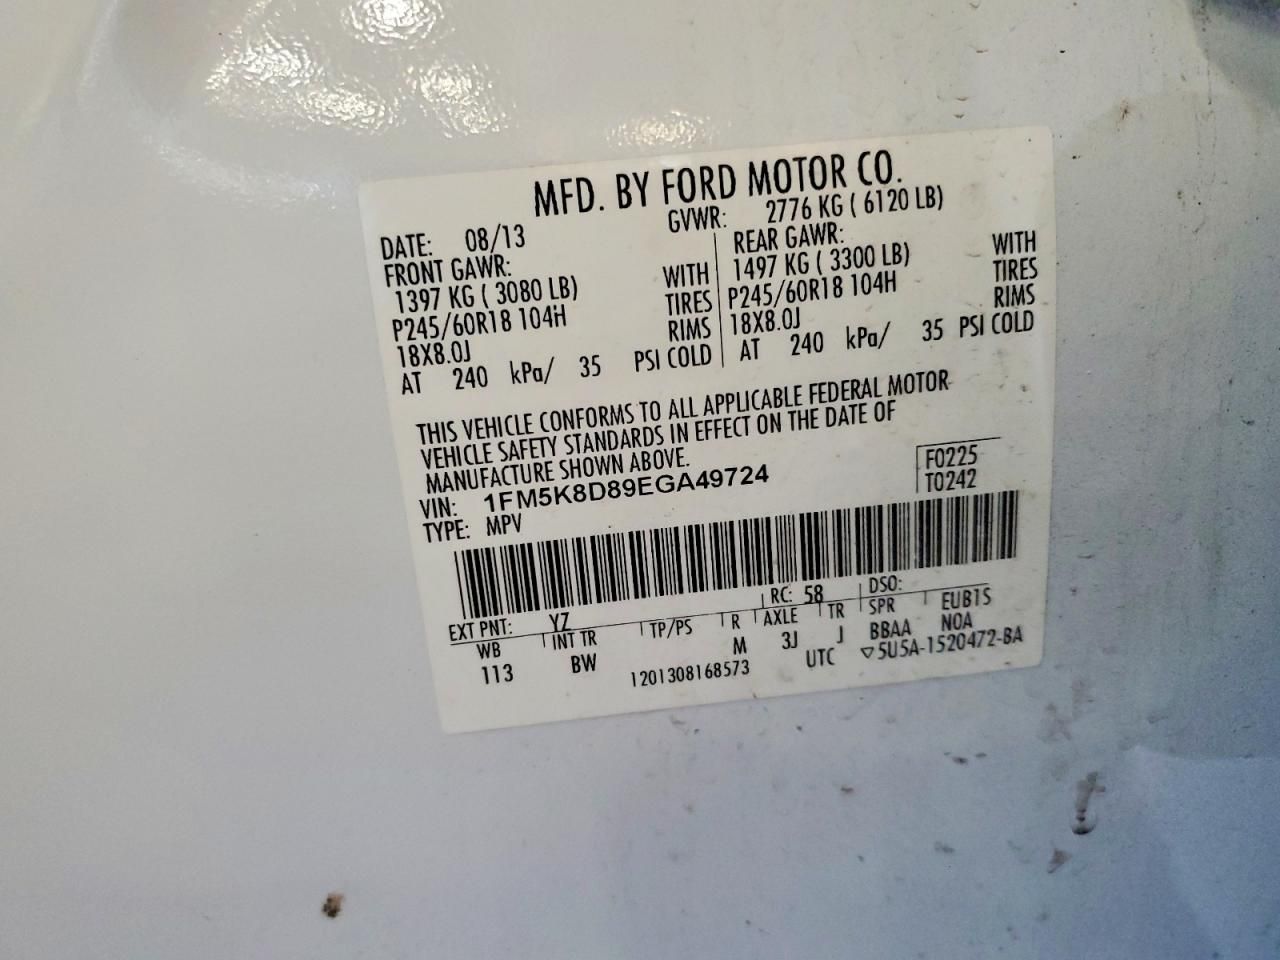 MFD. BY FORD MOTOR CO.
DATE: 08/13 GVWR: 2776 KG ( 6120 LB)
FRONT GAWR: REAR GAWR:
1397 KG ( 3080 LB) WITH 1497 KG ( 3300 LB) WITH
P245/60R18 104H TIRES P245/60R18 104H TIRES
18X8.0J RIMS 18X8.0J RIMS
AT 240 kPa/ 35 PSI COLD AT 240 kPa/ 35 PSI COLD
THIS VEHICLE CONFORMS TO ALL APPLICABLE FEDERAL MOTOR
VEHICLE SAFETY STANDARDS IN EFFECT ON THE DATE OF
MANUFACTURE SHOWN ABOVE.
VIN: 1FM5K8D89EGA49724 F0225
TYPE: MPV T0242
EXT PNT: YZ RC: 58 DSO:
WB INT TR TP/PS R AXLE TR SPR EUB1S
113 BW M 3J J BBAA NOA
1201308168573 UTC ▽5U5A-1520472-BA